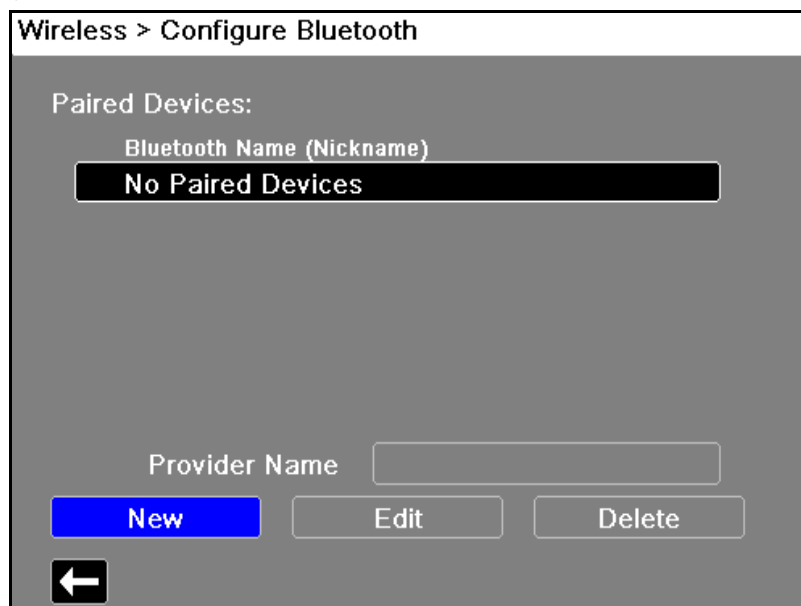 Wireless > Configure Bluetooth
Paired Devices:
Bluetooth Name (Nickname)
No Paired Devices
Provider Name
New Edit Delete